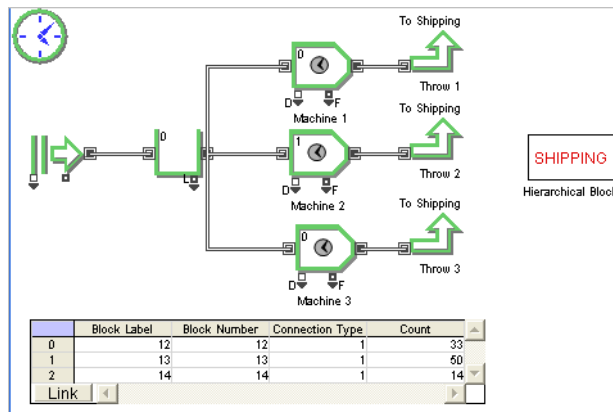 To Shipping
0
D
F
Throw 1
Machine 1
To Shipping
0
L
1
D
F
Throw 2
Machine 2
SHIPPING
Hierarchical Block
To Shipping
0
D
F
Throw 3
Machine 3
Block Label Block Number Connection Type Count
0 12 12 1 33
1 13 13 1 50
2 14 14 1 14
Link